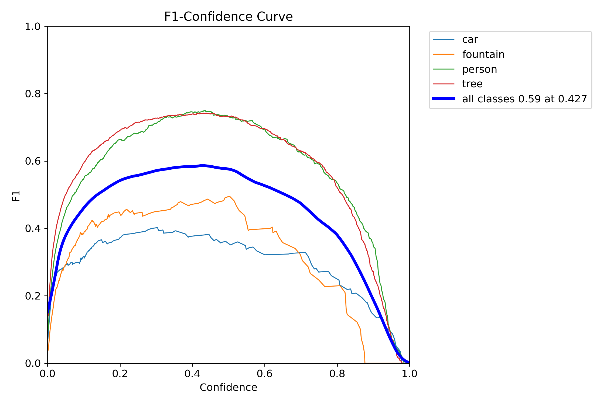 F1-Confidence Curve
car
fountain
person
tree
all classes 0.59 at 0.427
1.0
0.8
0.6
0.4
0.2
0.0
F1
0.0 0.2 0.4 0.6 0.8 1.0
Confidence